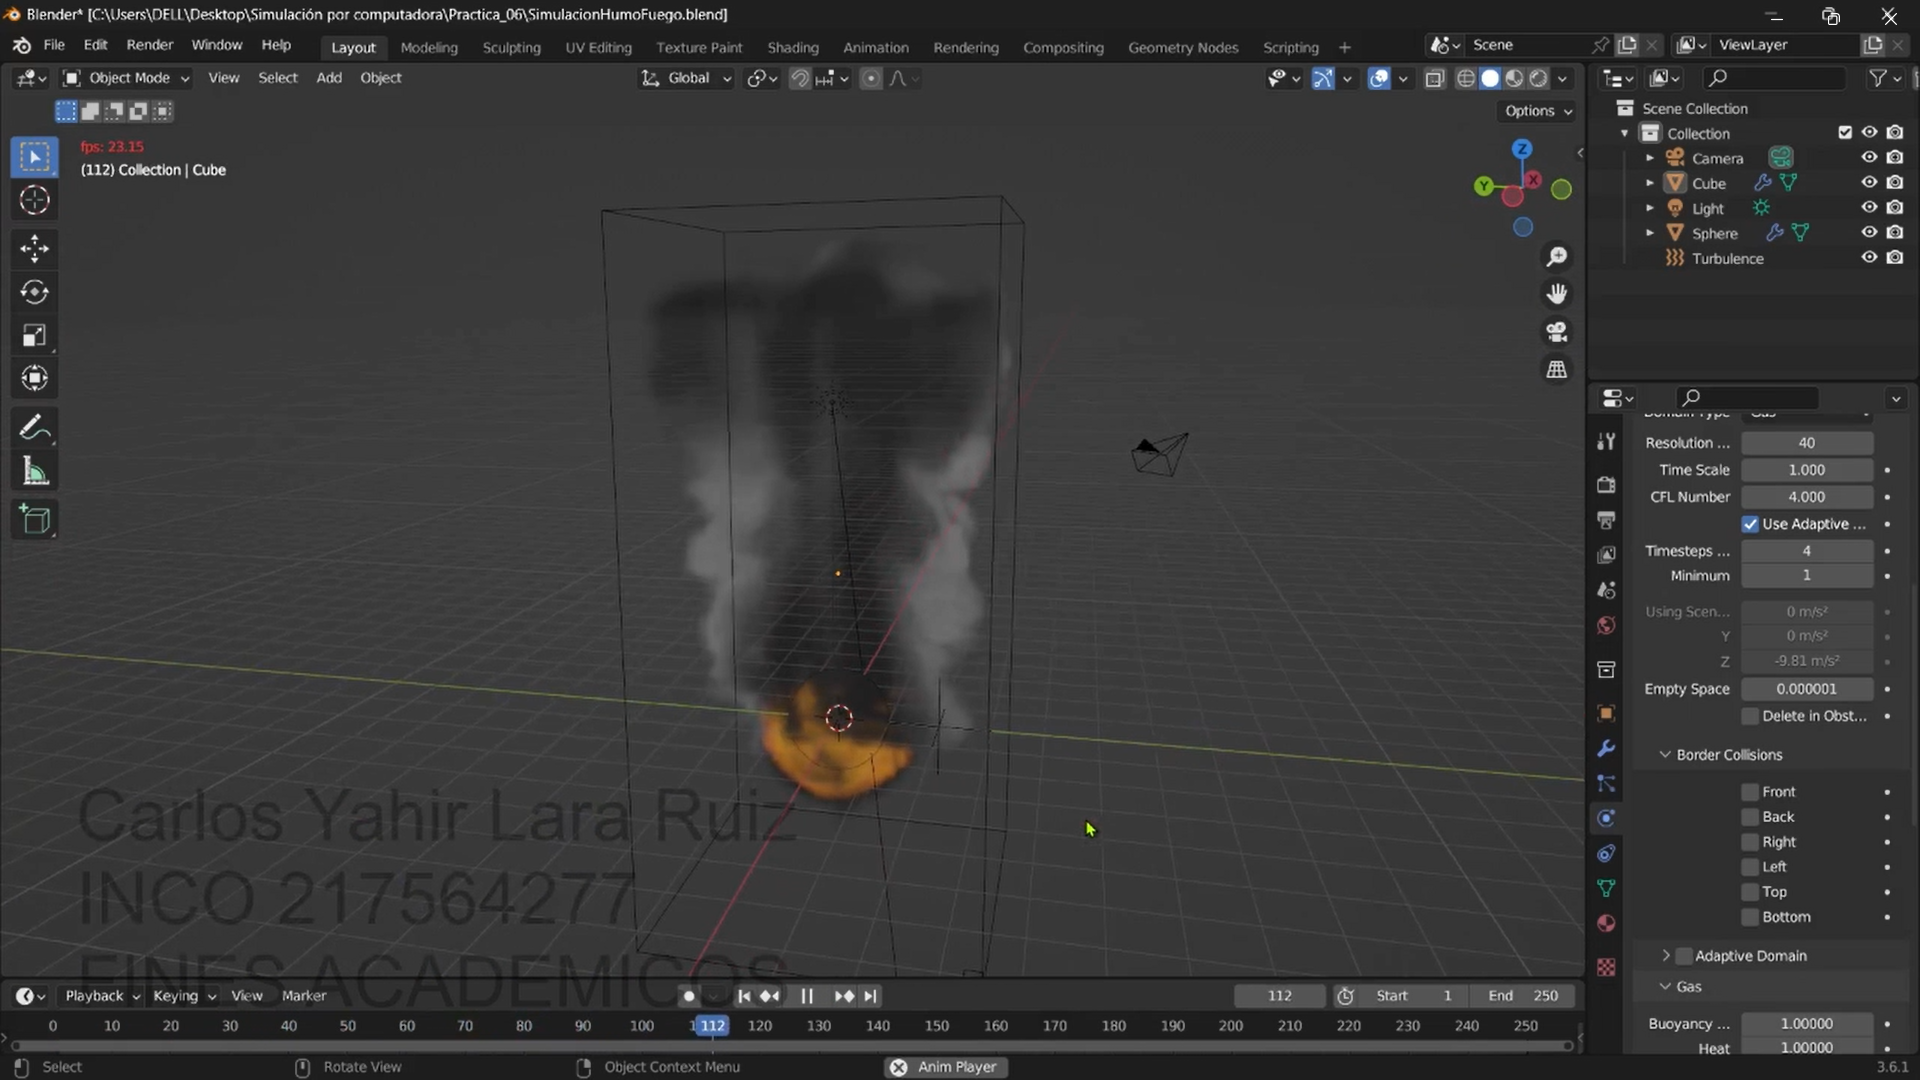 Blender* [C:\Users\DELL\Desktop\Simulación por computadora\Practica_06\SimulacionHumoFuego.blend]
File Edit Render Window Help Layout Modeling Sculpting UV Editing Texture Paint Shading Animation Rendering Compositing Geometry Nodes Scripting + Scene ViewLayer
Object Mode View Select Add Object Global
Options
fps: 23.15
(112) Collection | Cube
Z
Y
X
Scene Collection
Collection
Camera
Cube
Light
Sphere
Turbulence
Resolution ... 40
Time Scale 1.000
CFL Number 4.000
Use Adaptive ...
Timesteps ... 4
Minimum 1
Using Scen... 0 m/s²
Y 0 m/s²
Z -9.81 m/s²
Empty Space 0.000001
Delete in Obst...
Border Collisions
Front
Back
Right
Left
Top
Bottom
Adaptive Domain
Gas
Buoyancy ... 1.00000
Heat 1.00000
Carlos Yahir Lara Ruiz
INCO 217564277
FINES ACADEMICOS
Playback Keying View Marker 112 Start 1 End 250
0 10 20 30 40 50 60 70 80 90 100 112 120 130 140 150 160 170 180 190 200 210 220 230 240 250
Select Rotate View Object Context Menu Anim Player 3.6.1